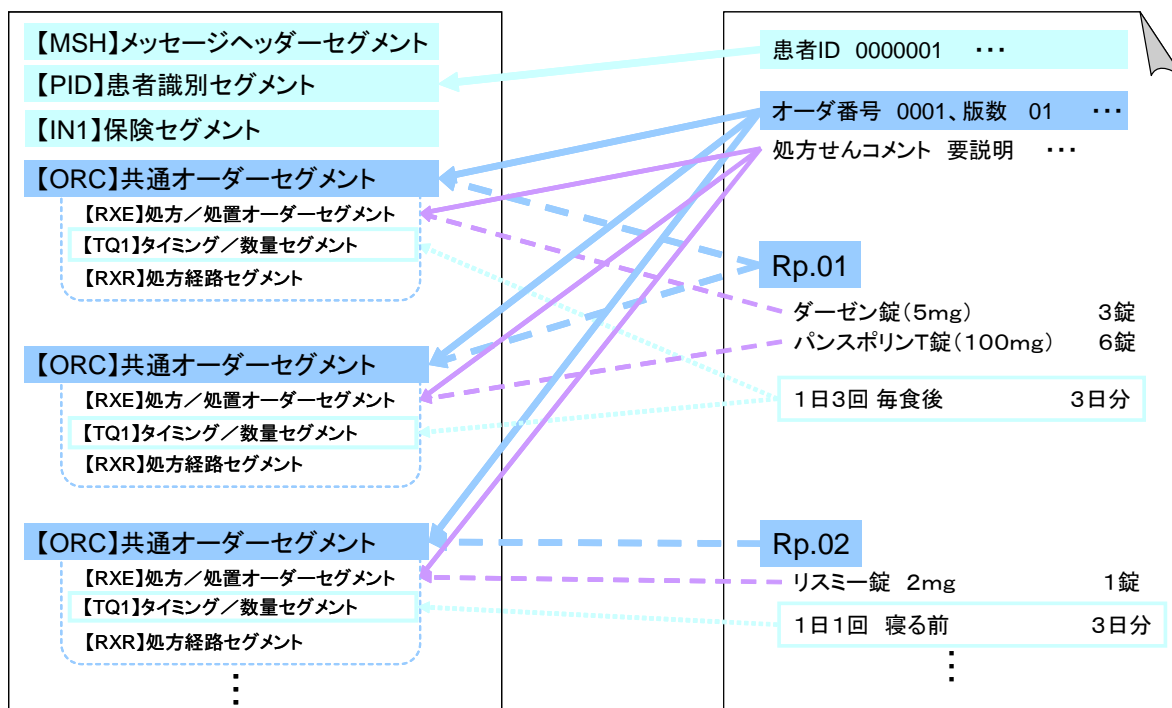 【MSH】メッセージヘッダーセグメント
【PID】患者識別セグメント
【IN1】保険セグメント
【ORC】共通オーダーセグメント
【RXE】処方／処置オーダーセグメント
【TQ1】タイミング／数量セグメント
【RXR】処方経路セグメント
【ORC】共通オーダーセグメント
【RXE】処方／処置オーダーセグメント
【TQ1】タイミング／数量セグメント
【RXR】処方経路セグメント
【ORC】共通オーダーセグメント
【RXE】処方／処置オーダーセグメント
【TQ1】タイミング／数量セグメント
【RXR】処方経路セグメント
⋮
患者ID 0000001 ・・・
オーダ番号 0001、版数 01 ・・・
処方せんコメント 要説明 ・・・
Rp.01
ダーゼン錠（５ｍｇ） ３錠
パンスポリンＴ錠（１００ｍｇ） ６錠
１日３回 毎食後 ３日分
Rp.02
リスミー錠 ２ｍｇ １錠
１日１回 寝る前 ３日分
⋮